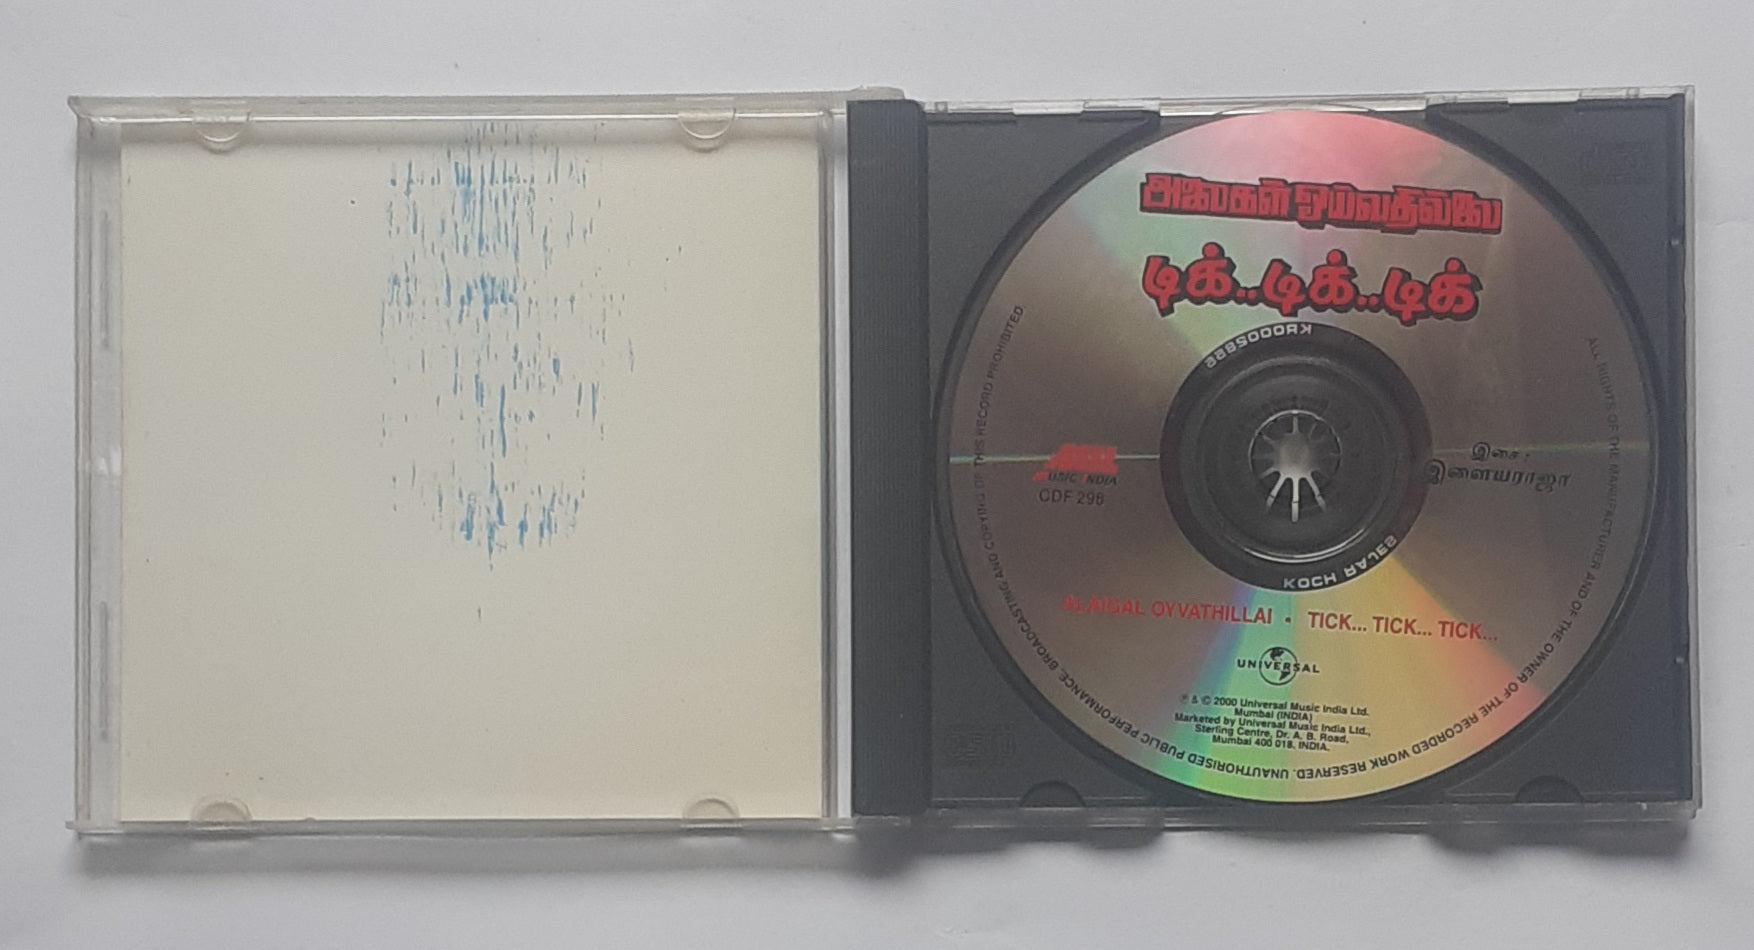 அலைகள் ஓய்வதில்லை
டிக்..டிக்..டிக்
KR00005888
MUSIC INDIA
CDF 298
இசை :
இளையராஜா
KOCH
ALAIGAL OYVATHILLAI • TICK... TICK... TICK...
UNIVERSAL
℗ & © 2000 Universal Music India Ltd.
Mumbai (INDIA)
Marketed by Universal Music India Ltd.,
Sterling Centre, Dr. A. B. Road,
Mumbai 400 018. INDIA.
ALL RIGHTS OF THE MANUFACTURER AND OF THE OWNER OF THE RECORDED WORK RESERVED. UNAUTHORISED PUBLIC PERFORMANCE, BROADCASTING AND COPYING OF THIS RECORD PROHIBITED.